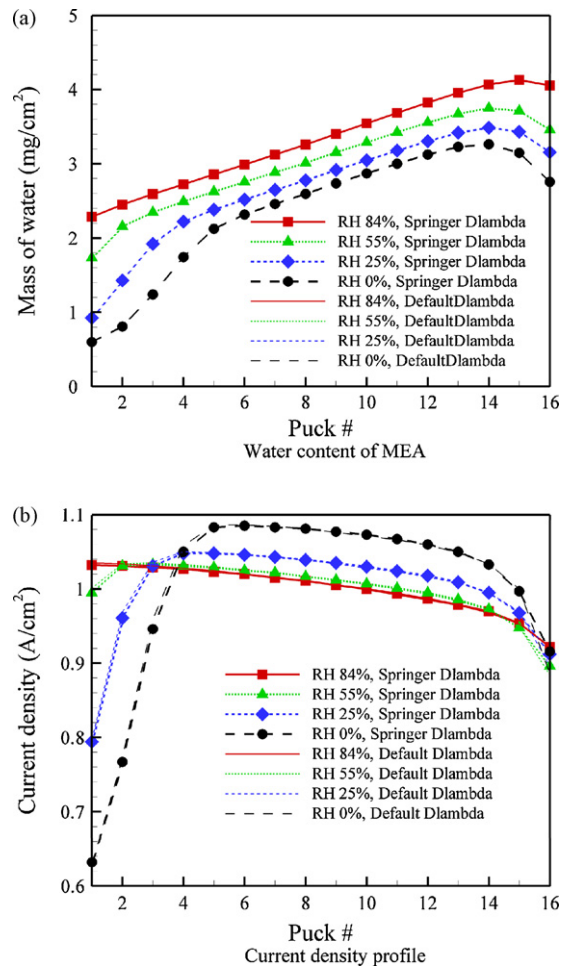 (a)
5
4
3
2
1
0
Mass of water (mg/cm²)
RH 84%, Springer Dlambda
RH 55%, Springer Dlambda
RH 25%, Springer Dlambda
RH 0%, Springer Dlambda
RH 84%, DefaultDlambda
RH 55%, DefaultDlambda
RH 25%, DefaultDlambda
RH 0%, DefaultDlambda
2 4 6 8 10 12 14 16
Puck #
Water content of MEA
(b)
1.1
1
0.9
0.8
0.7
0.6
Current density (A/cm²)
RH 84%, Springer Dlambda
RH 55%, Springer Dlambda
RH 25%, Springer Dlambda
RH 0%, Springer Dlambda
RH 84%, Default Dlambda
RH 55%, Default Dlambda
RH 25%, Default Dlambda
RH 0%, Default Dlambda
2 4 6 8 10 12 14 16
Puck #
Current density profile